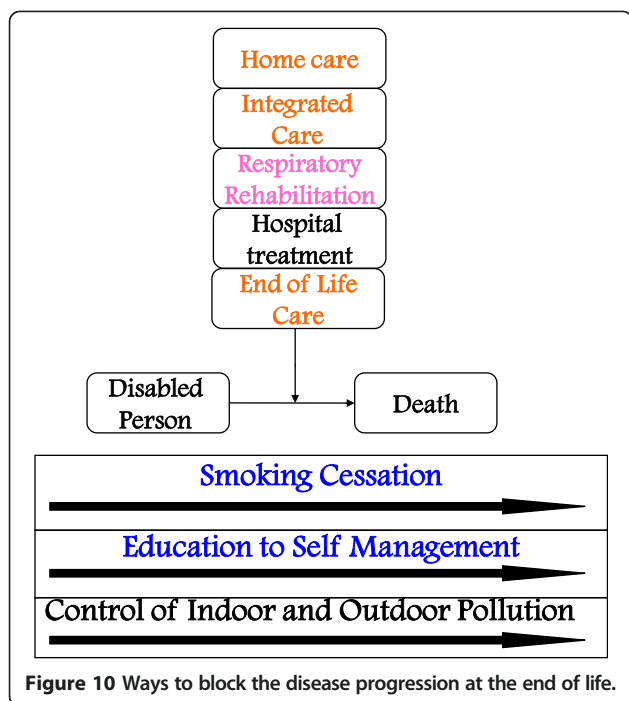 Home care
Integrated
Care
Respiratory
Rehabilitation
Hospital
treatment
End of Life
Care
Disabled
Person
Death
Smoking Cessation
Education to Self Management
Control of Indoor and Outdoor Pollution
Figure 10 Ways to block the disease progression at the end of life.